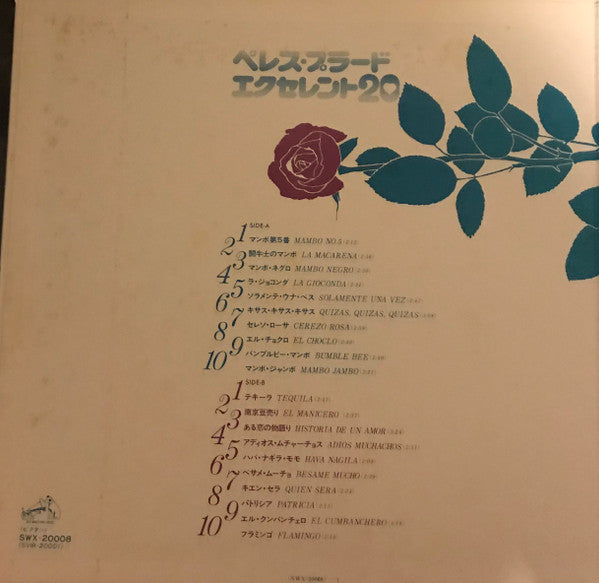 ペレス・プラード
エクセレント20
SIDE-A
1 マンボ第5番 MAMBO NO.5
2 闘牛士のマンボ LA MACARENA
3 マンボ・ネグロ MAMBO NEGRO
4 ラ・ジョコンダ LA GIOCONDA
5 ソラメンテ・ウナ・ベス SOLAMENTE UNA VEZ
6 キサス・キサス・キサス QUIZAS, QUIZAS, QUIZAS
7 セレソ・ローサ CEREZO ROSA
8 エル・チョクロ EL CHOCLO
9 バンブルビー・マンボ BUMBLE BEE
10 マンボ・ジャンボ MAMBO JAMBO
SIDE-B
1 テキーラ TEQUILA
2 南京豆売り EL MANICERO
3 ある恋の物語り HISTORIA DE UN AMOR
4 アディオス・ムチャーチョス ADIOS MUCHACHOS
5 ハバ・ナギラ・モモ HAVA NAGILA
6 ベサメ・ムーチョ BESAME MUCHO
7 キエン・セラ QUIEN SERA
8 パトリシア PATRICIA
9 エル・クンバンチェロ EL CUMBANCHERO
10 フラミンゴ FLAMINGO
SWX-20008